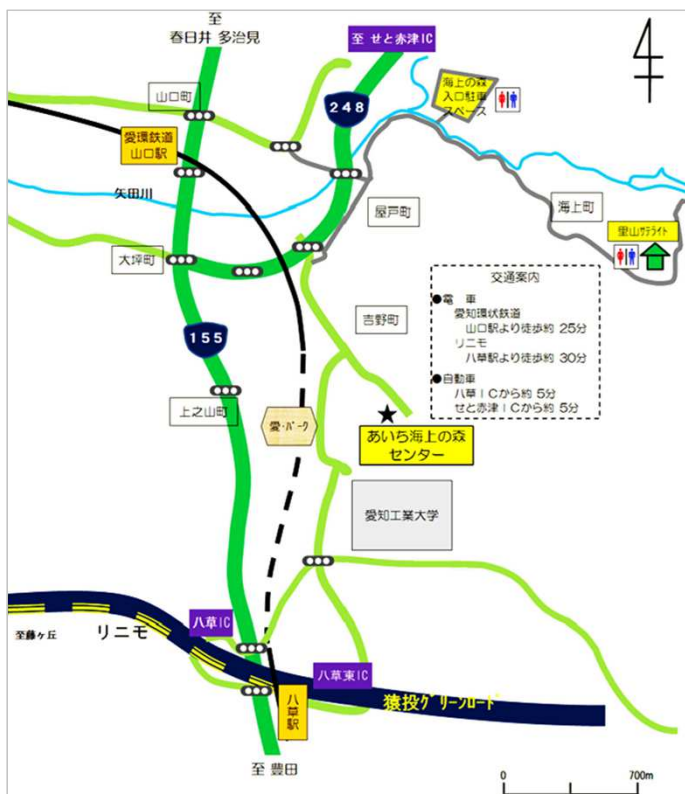 至
春日井 多治見
至 せと赤津IC
山口町
海上の森
入口駐車
スペース
248
愛環鉄道
山口駅
矢田川
屋戸町
海上町
里山サテライト
大坪町
交通案内
●電 車
愛知環状鉄道
山口駅より徒歩約 25分
リニモ
八草駅より徒歩約 30分
●自動車
八草ICから約 5分
せと赤津ICから約 5分
吉野町
155
上之山町
愛・パーク
あいち海上の森
センター
愛知工業大学
八草IC
至藤ヶ丘
リニモ
八草東IC
猿投グリーンロード
八草駅
至 豊田
0
700m